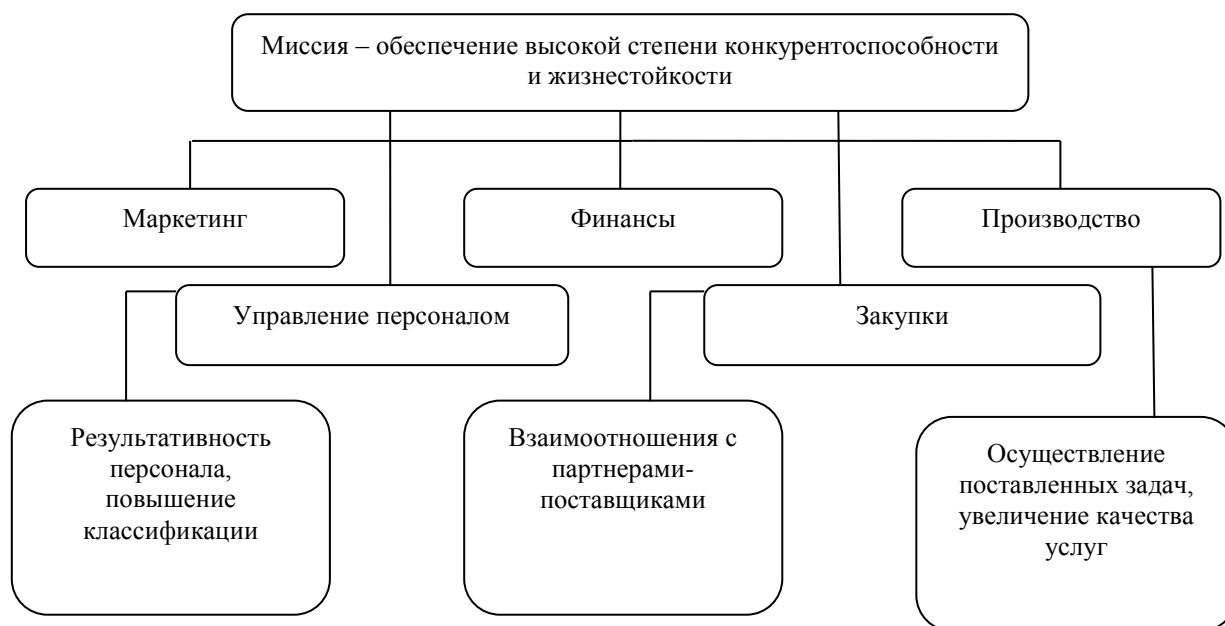 Миссия – обеспечение высокой степени конкурентоспособности
и жизнестойкости
Маркетинг
Финансы
Производство
Управление персоналом
Закупки
Результативность
персонала,
повышение
классификации
Взаимоотношения с
партнерами-
поставщиками
Осуществление
поставленных задач,
увеличение качества
услуг